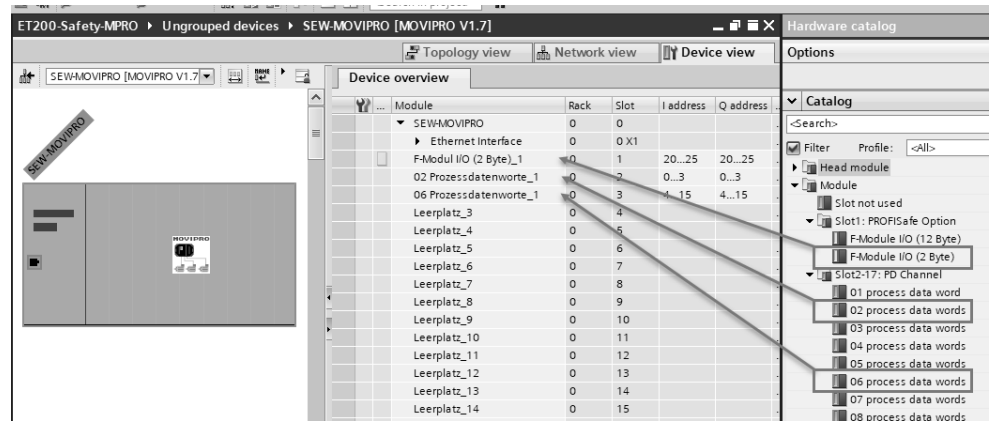 Search in project
ET200-Safety-MPRO ▸ Ungrouped devices ▸ SEW-MOVIPRO [MOVIPRO V1.7]
Hardware catalog
Topology view Network view Device view
Options
SEW-MOVIPRO [MOVIPRO V1.7
Device overview
SEW-MOVIPRO
MOVIPRO
... Module Rack Slot I address Q address ...
SEW-MOVIPRO 0 0
Ethernet Interface 0 0 X1
F-Modul I/O (2 Byte)_1 0 1 20...25 20...25
02 Prozessdatenworte_1 0 2 0...3 0...3
06 Prozessdatenworte_1 0 3 4...15 4...15
Leerplatz_3 0 4
Leerplatz_4 0 5
Leerplatz_5 0 6
Leerplatz_6 0 7
Leerplatz_7 0 8
Leerplatz_8 0 9
Leerplatz_9 0 10
Leerplatz_10 0 11
Leerplatz_11 0 12
Leerplatz_12 0 13
Leerplatz_13 0 14
Leerplatz_14 0 15
Catalog
<Search>
Filter Profile: <All>
Head module
Module
Slot not used
Slot1: PROFISafe Option
F-Module I/O (12 Byte)
F-Module I/O (2 Byte)
Slot2-17: PD Channel
01 process data word
02 process data words
03 process data words
04 process data words
05 process data words
06 process data words
07 process data words
08 process data words